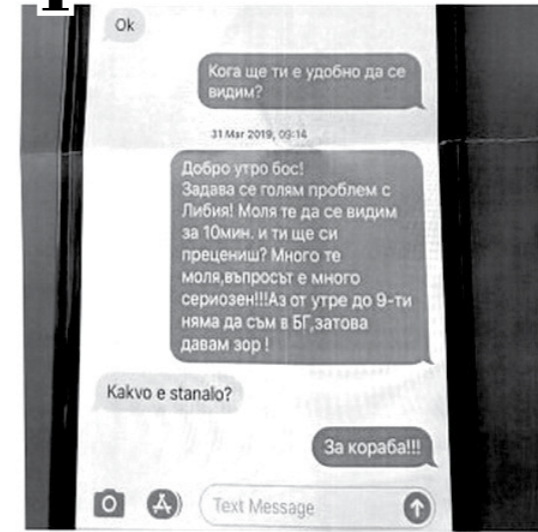 Ok
Кога ще ти е удобно да се
видим?
31 Mar 2019, 09:14
Добро утро бос!
Задава се голям проблем с
Либия! Моля те да се видим
за 10мин. и ти ще си
прецениш? Много те
моля,въпросът е много
сериозен!!!Аз от утре до 9-ти
няма да съм в БГ,затова
давам зор !
Kakvo e stanalo?
За кораба!!!
Text Message